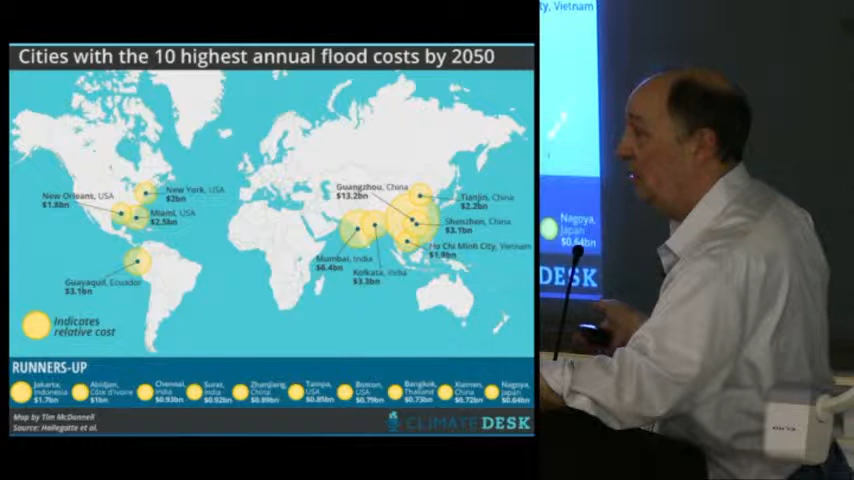 Cities with the 10 highest annual flood costs by 2050
New Orleans, USA
$1.8bn
New York, USA
$2bn
Miami, USA
$2.5bn
Guayaquil, Ecuador
$3.1bn
Guangzhou, China
$13.2bn
Tianjin, China
$2.2bn
Shenzhen, China
$3.1bn
Ho Chi Minh City, Vietnam
Mumbai, India
$6.4bn
Kolkata, India
$3.3bn
Indicates
relative cost
RUNNERS-UP
Jakarta,
Indonesia
$1.7bn
Abidjan,
Côte d'Ivoire
$1bn
Chennai,
India
$0.93bn
Surat,
India
$0.92bn
Zhanjiang,
China
$0.89bn
Tampa,
USA
$0.85bn
Boston,
USA
$0.79bn
Bangkok,
Thailand
$0.73bn
Xiamen,
China
$0.72bn
Nagoya,
Japan
$0.64bn
Map by Tim McDonnell
Source: Hallegatte et al.
CLIMATE DESK
ty, Vietnam
Nagoya,
Japan
$0.64bn
DESK